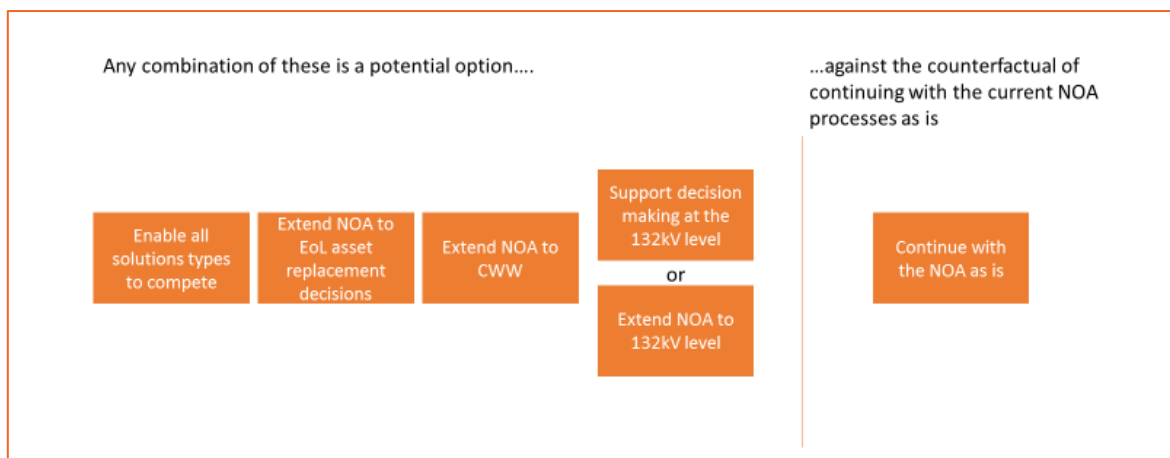 Any combination of these is a potential option....
...against the counterfactual of
continuing with the current NOA
processes as is
Enable all
solutions types
to compete
Extend NOA to
EoL asset
replacement
decisions
Extend NOA to
CWW
Support decision
making at the
132kV level
or
Extend NOA to
132kV level
Continue with
the NOA as is